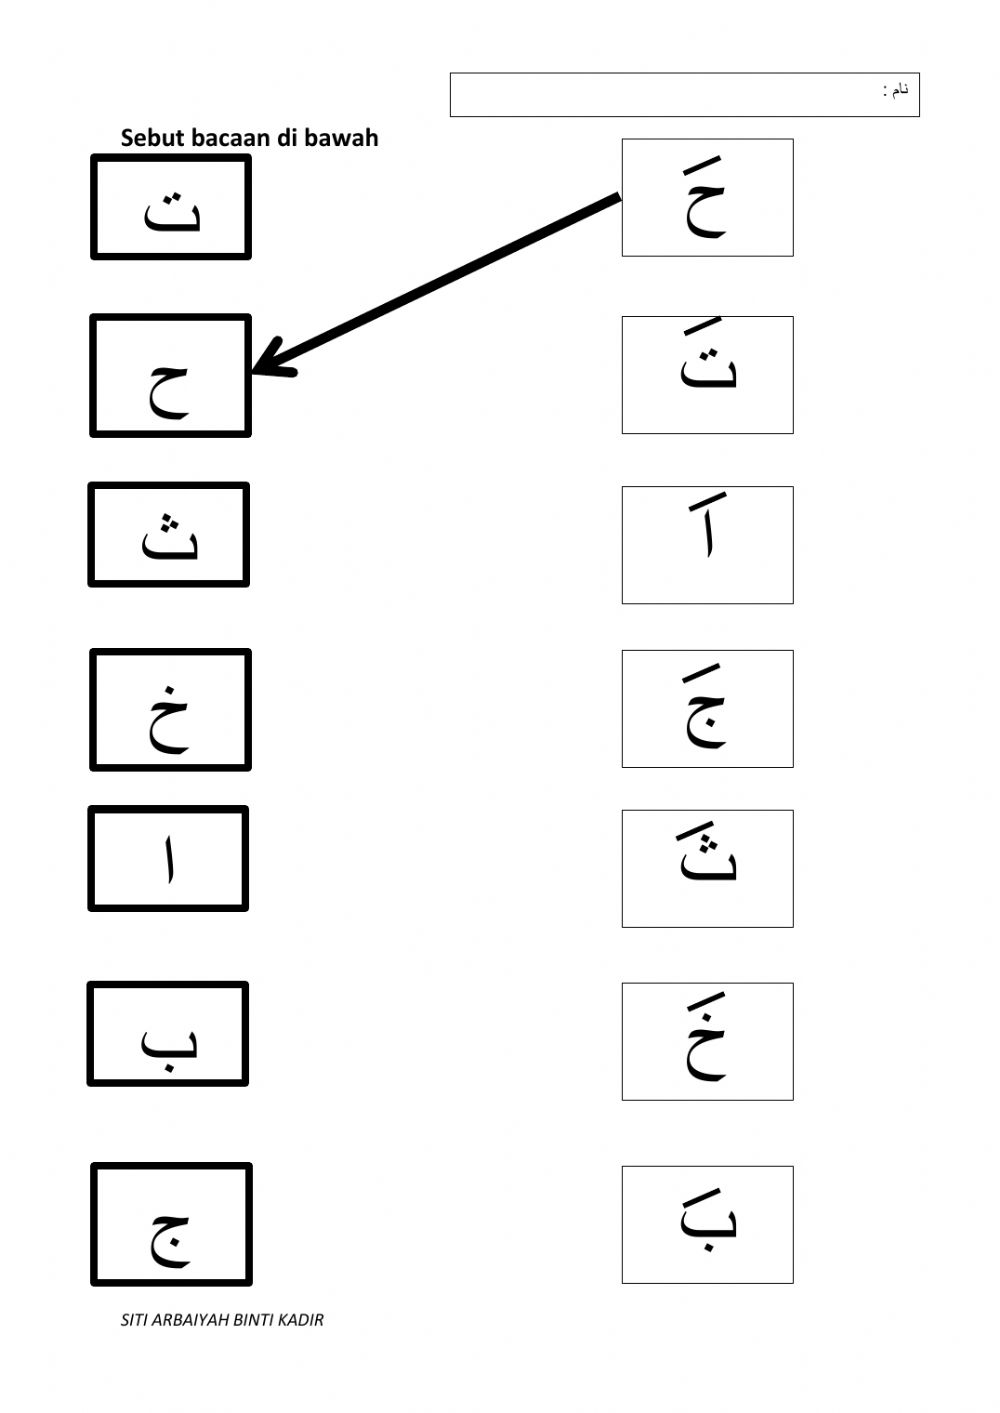 نام :
Sebut bacaan di bawah
حَ
ت
تَ
ح
اَ
ث
جَ
خ
ثَ
ا
خَ
ب
بَ
ج
SITI ARBAIYAH BINTI KADIR